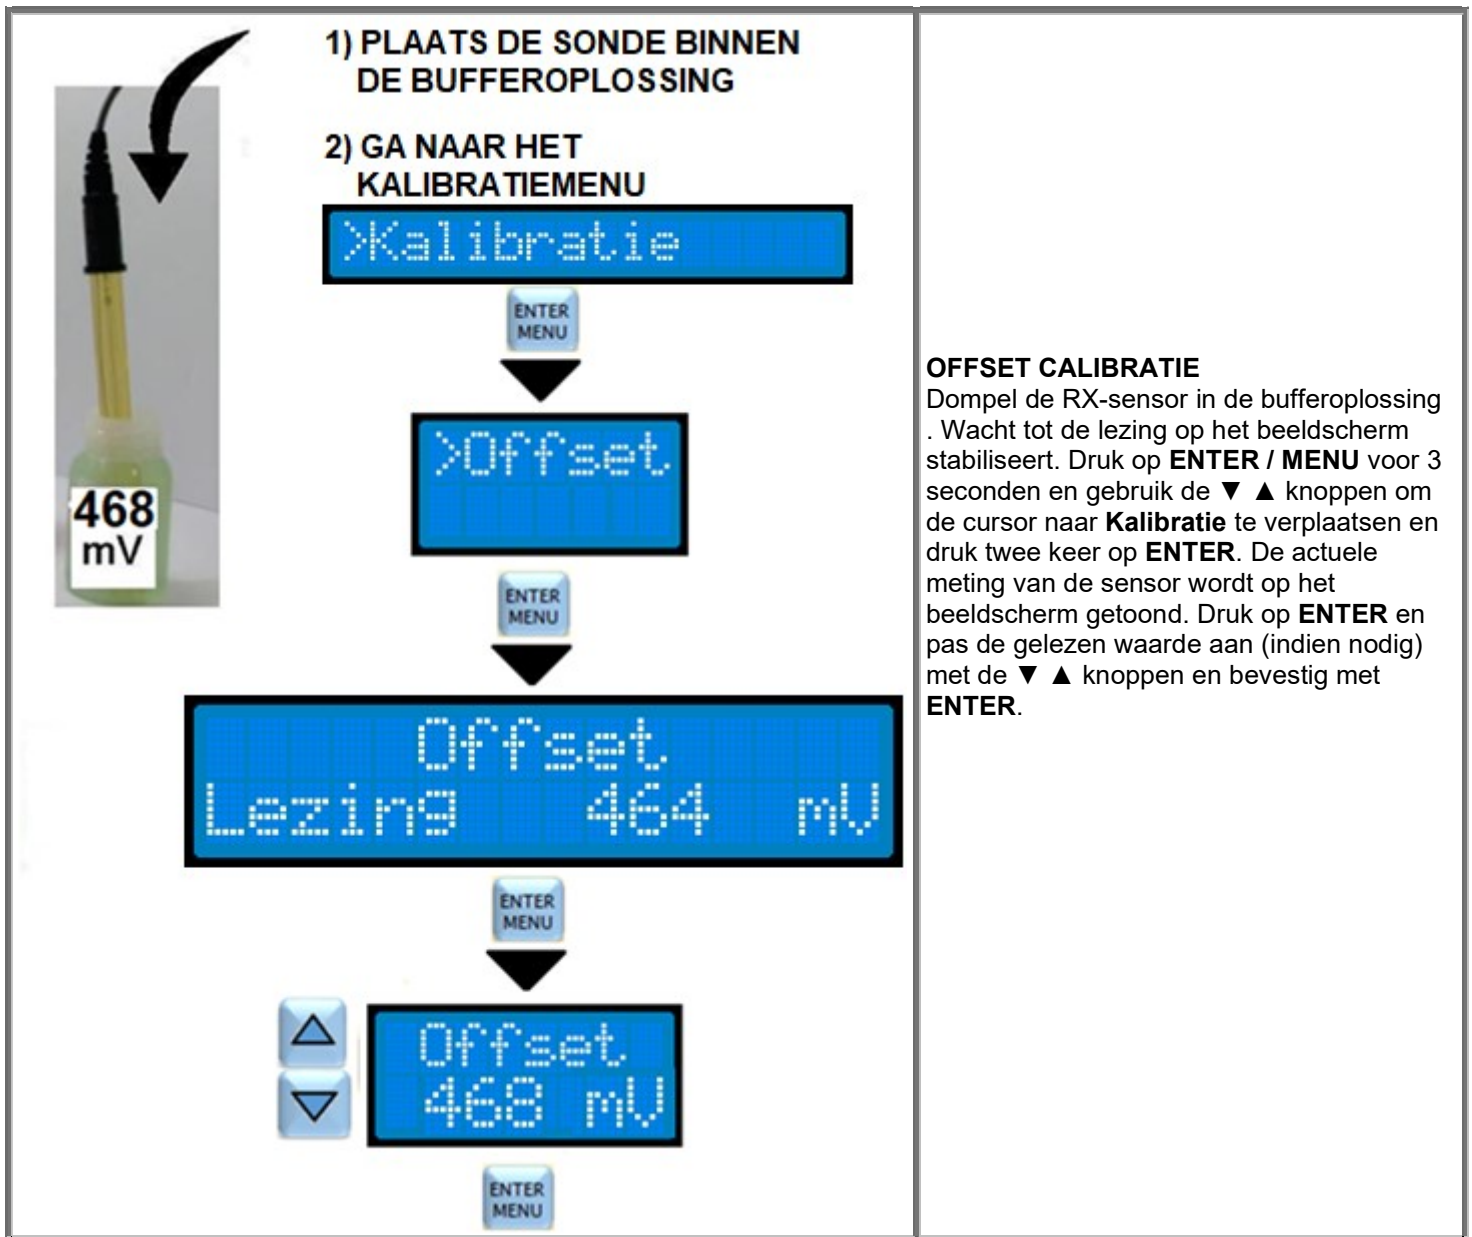 1) PLAATS DE SONDE BINNEN
DE BUFFEROPLOSSING
2) GA NAAR HET
KALIBRATIEMENU
>Kalibratie
ENTER
MENU
>Offset
468
mV
ENTER
MENU
Offset
Lezing 464 mV
ENTER
MENU
Offset
468 mV
ENTER
MENU
OFFSET CALIBRATIE
Dompel de RX-sensor in de bufferoplossing
. Wacht tot de lezing op het beeldscherm
stabiliseert. Druk op ENTER / MENU voor 3
seconden en gebruik de ▼ ▲ knoppen om
de cursor naar Kalibratie te verplaatsen en
druk twee keer op ENTER. De actuele
meting van de sensor wordt op het
beeldscherm getoond. Druk op ENTER en
pas de gelezen waarde aan (indien nodig)
met de ▼ ▲ knoppen en bevestig met
ENTER.